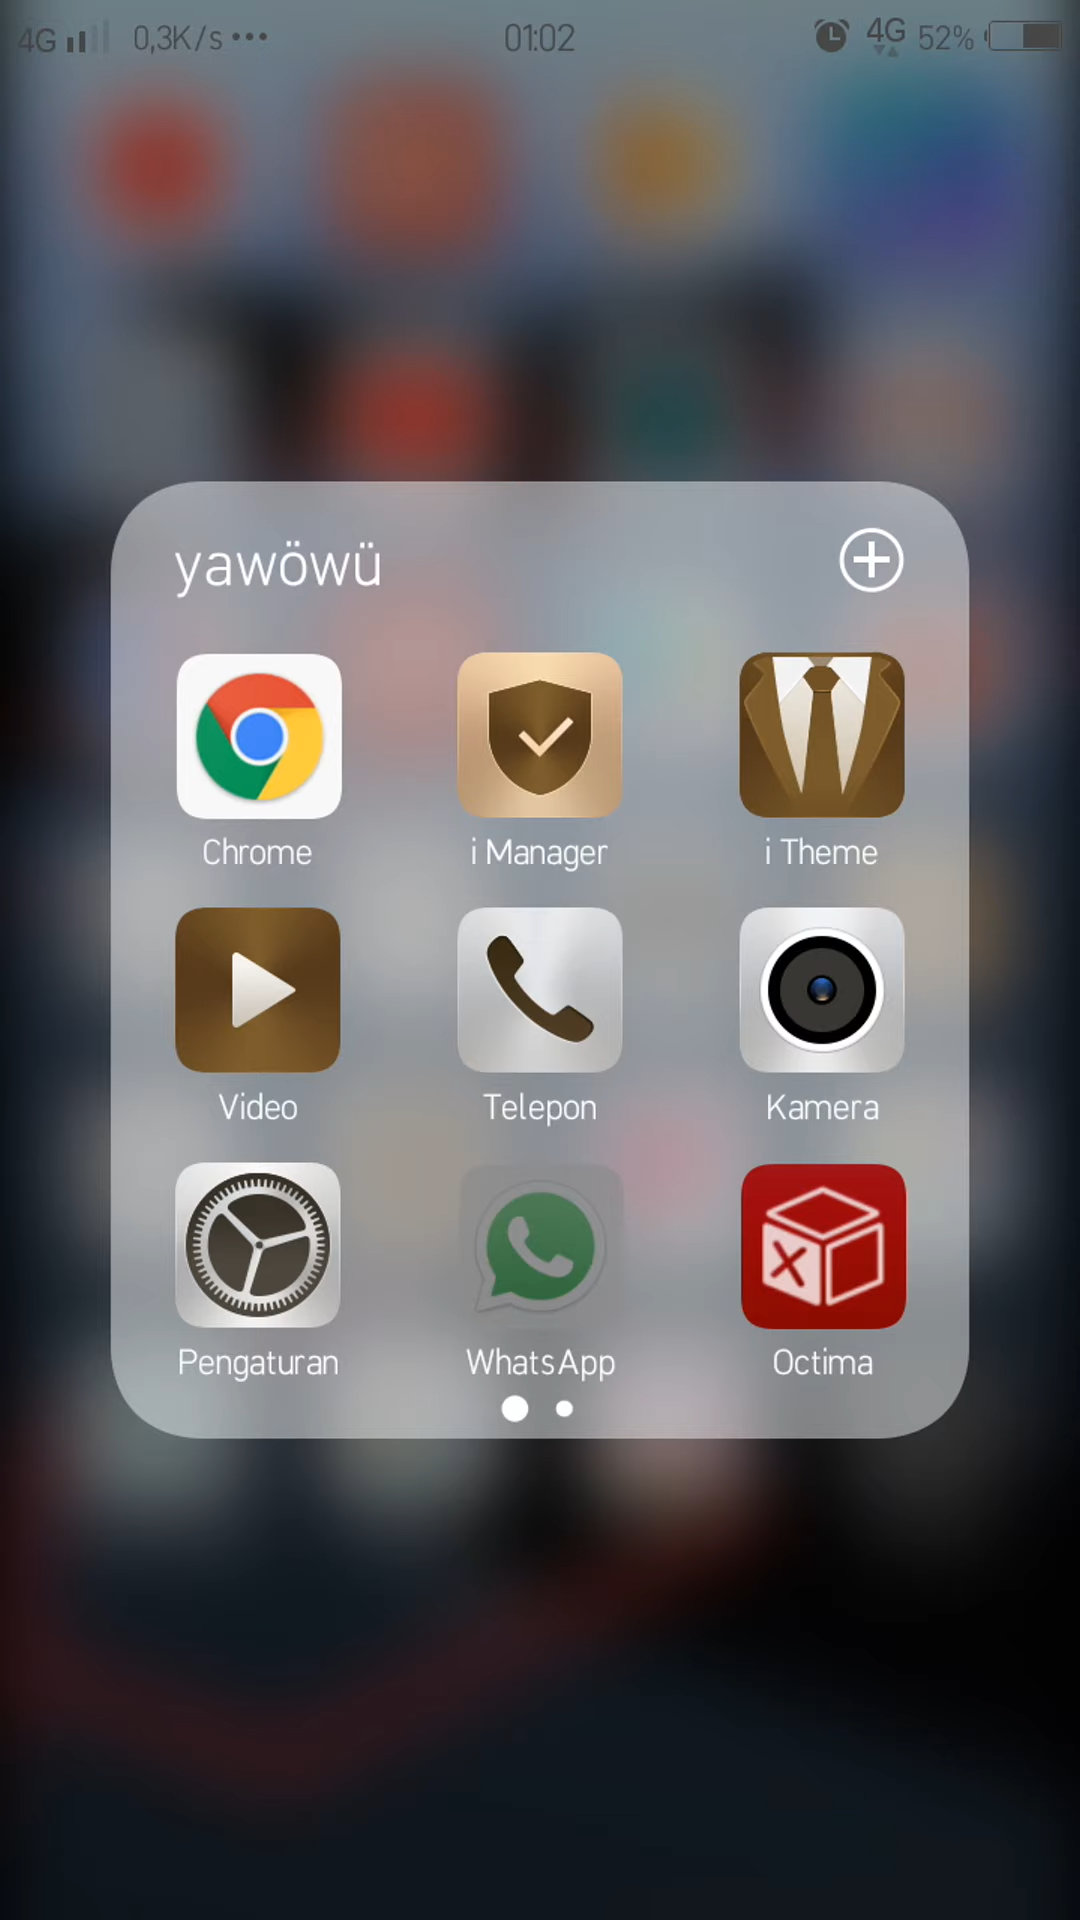 4G 0,3K/s ••• 01:02 4G 52%
yawöwü
Chrome i Manager i Theme
Video Telepon Kamera
Pengaturan WhatsApp Octima